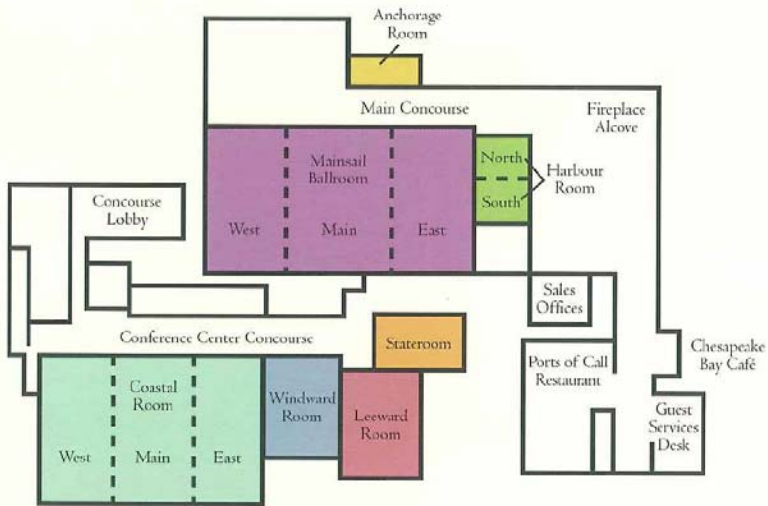 Anchorage
Room
Main Concourse
Fireplace
Alcove
Mainsail
Ballroom
North
Harbour
Room
South
Concourse
Lobby
West
Main
East
Sales
Offices
Conference Center Concourse
Stateroom
Chesapeake
Bay Café
Ports of Call
Restaurant
Coastal
Room
Windward
Room
Leeward
Room
Guest
Services
Desk
West
Main
East